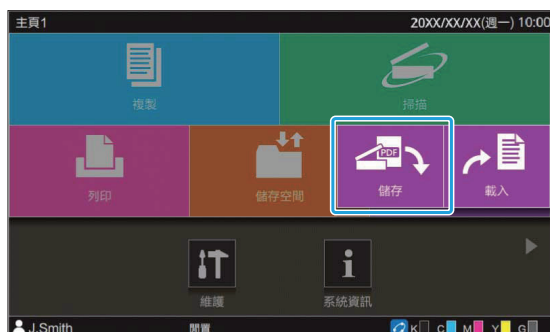 主頁1 20XX/XX/XX(週一) 10:00
複製 掃描
列印 儲存空間 PDF 儲存 載入
維護 系統資訊
J.Smith 閒置 K C M Y G